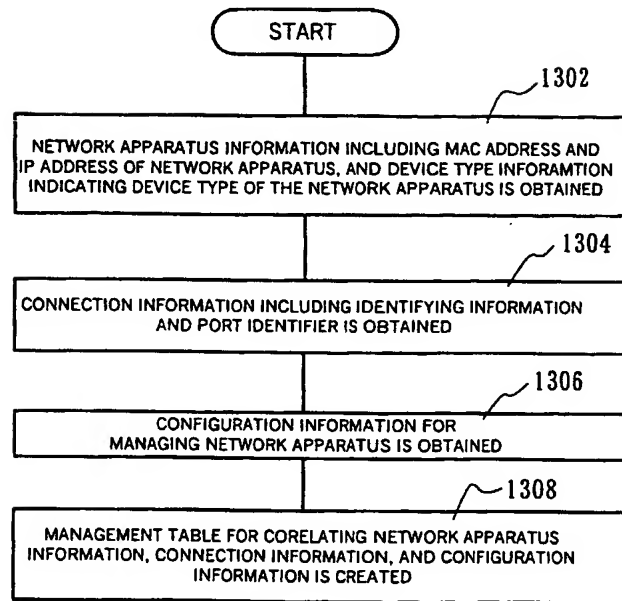 START
1302
NETWORK APPARATUS INFORMATION INCLUDING MAC ADDRESS AND
IP ADDRESS OF NETWORK APPARATUS, AND DEVICE TYPE INFORAMTION
INDICATING DEVICE TYPE OF THE NETWORK APPARATUS IS OBTAINED
1304
CONNECTION INFORMATION INCLUDING IDENTIFYING INFORMATION
AND PORT IDENTIFIER IS OBTAINED
1306
CONFIGURATION INFORMATION FOR
MANAGING NETWORK APPARATUS IS OBTAINED
1308
MANAGEMENT TABLE FOR CORELATING NETWORK APPARATUS
INFORMATION, CONNECTION INFORMATION, AND CONFIGURATION
INFORMATION IS CREATED